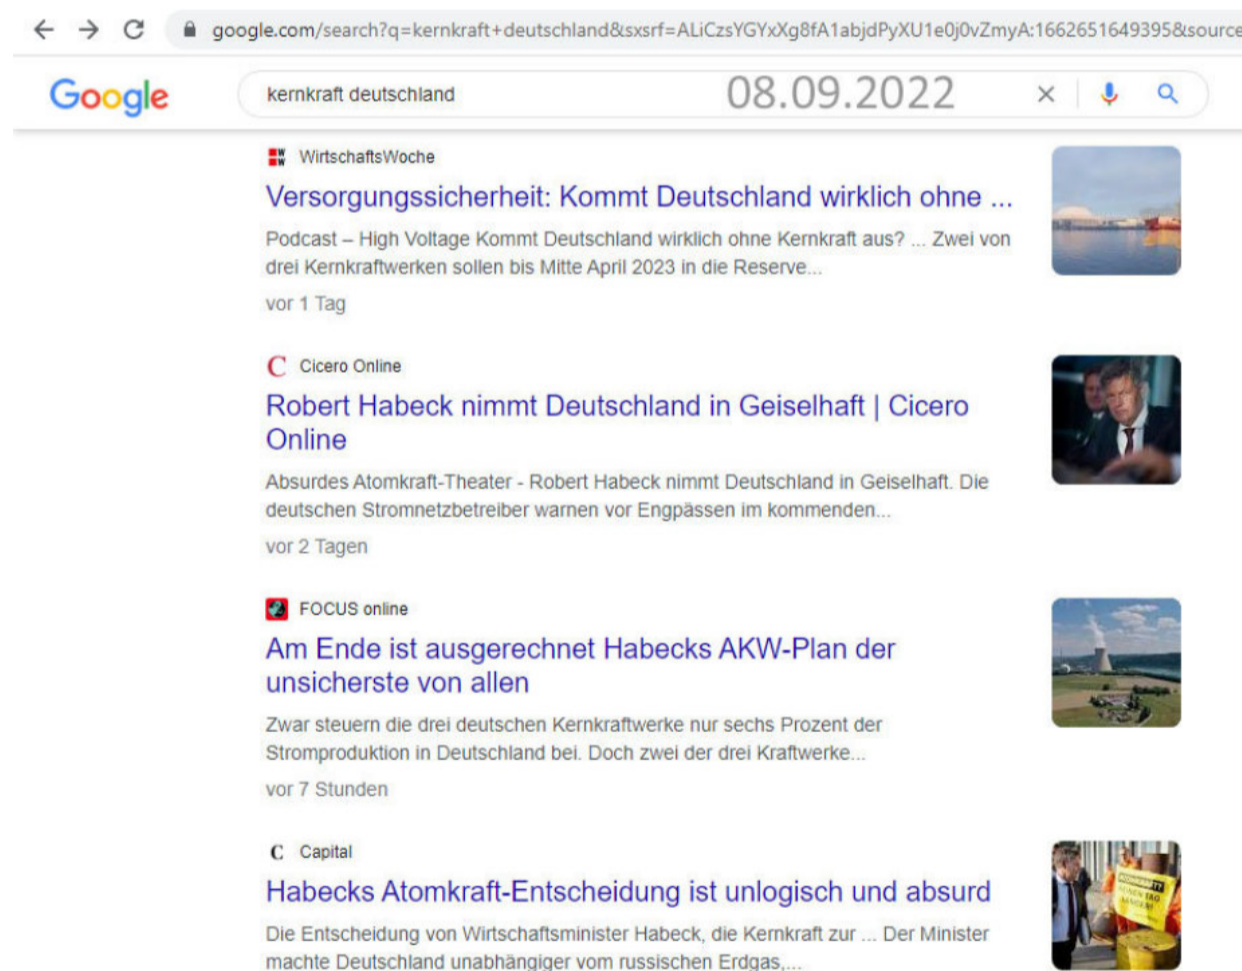 google.com/search?q=kernkraft+deutschland&sxsrf=ALiCzsYGYxXg8fA1abjdPyXU1e0j0vZmyA:1662651649395&source
Google
kernkraft deutschland 08.09.2022
WirtschaftsWoche
Versorgungssicherheit: Kommt Deutschland wirklich ohne ...
Podcast – High Voltage Kommt Deutschland wirklich ohne Kernkraft aus? ... Zwei von
drei Kernkraftwerken sollen bis Mitte April 2023 in die Reserve...
vor 1 Tag
C Cicero Online
Robert Habeck nimmt Deutschland in Geiselhaft | Cicero
Online
Absurdes Atomkraft-Theater - Robert Habeck nimmt Deutschland in Geiselhaft. Die
deutschen Stromnetzbetreiber warnen vor Engpässen im kommenden...
vor 2 Tagen
FOCUS online
Am Ende ist ausgerechnet Habecks AKW-Plan der
unsicherste von allen
Zwar steuern die drei deutschen Kernkraftwerke nur sechs Prozent der
Stromproduktion in Deutschland bei. Doch zwei der drei Kraftwerke...
vor 7 Stunden
C Capital
Habecks Atomkraft-Entscheidung ist unlogisch und absurd
Die Entscheidung von Wirtschaftsminister Habeck, die Kernkraft zur ... Der Minister
machte Deutschland unabhängiger vom russischen Erdgas,...